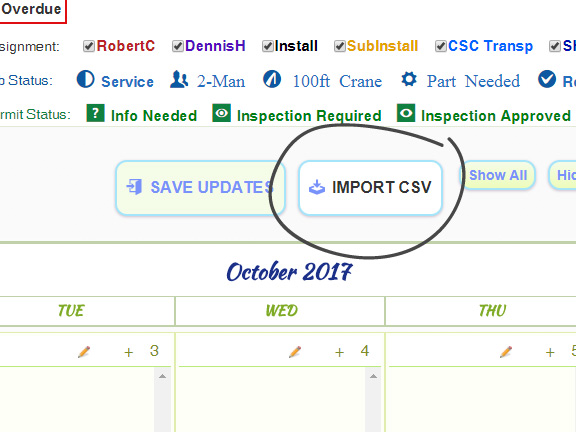 Overdue
signment: RobertC DennisH Install SubInstall CSC Transp Sh
b Status: Service 2-Man 100ft Crane Part Needed Re
rmit Status: ? Info Needed Inspection Required Inspection Approved
SAVE UPDATES IMPORT CSV Show All Hid
October 2017
TUE WED THU
+ 3 + 4 + 5